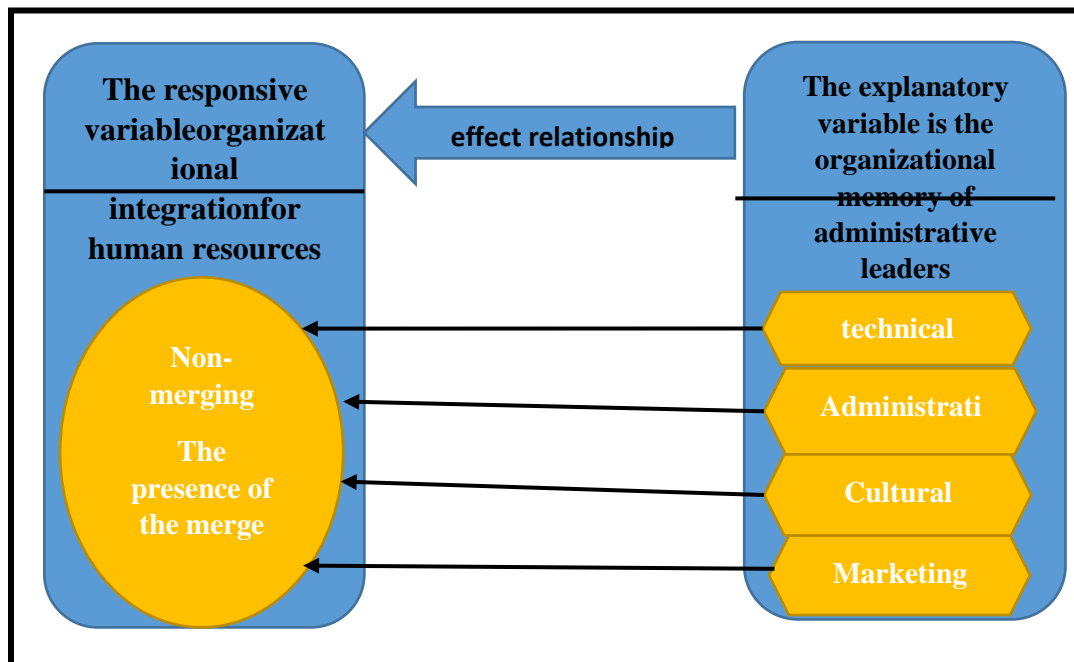 The responsive
variableorganizat
ional
integrationfor
human resources
effect relationship
The explanatory
variable is the
organizational
memory of
administrative
leaders
Non-
merging
The
presence of
the merge
technical
Administrati
Cultural
Marketing